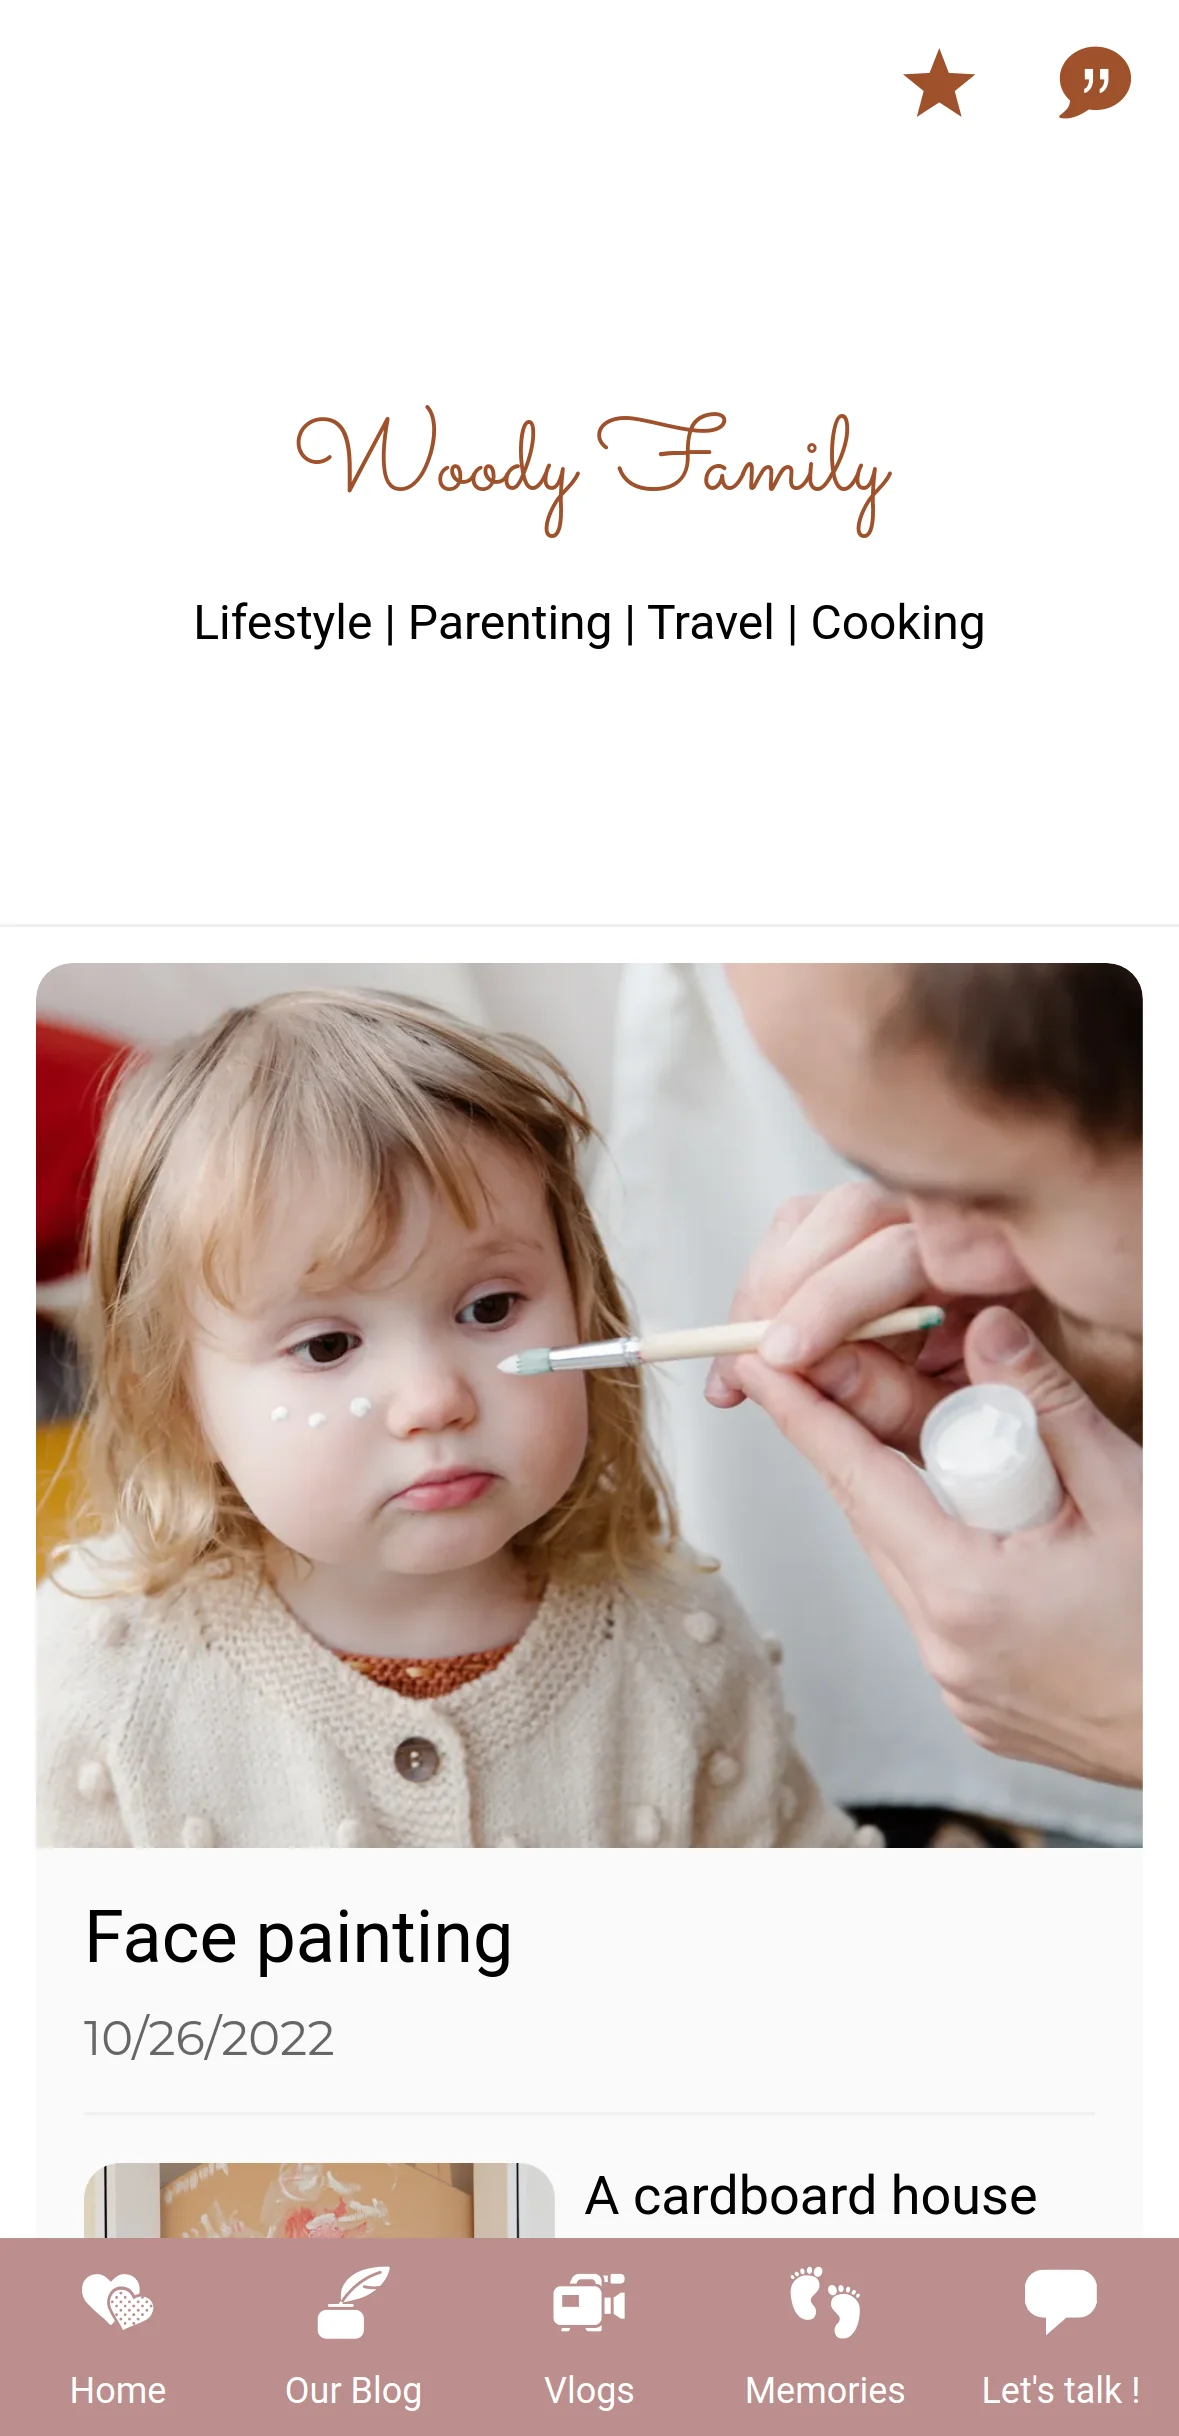 Woody Family
Lifestyle | Parenting | Travel | Cooking
Face painting
10/26/2022
A cardboard house
Home
Our Blog
Vlogs
Memories
Let's talk !